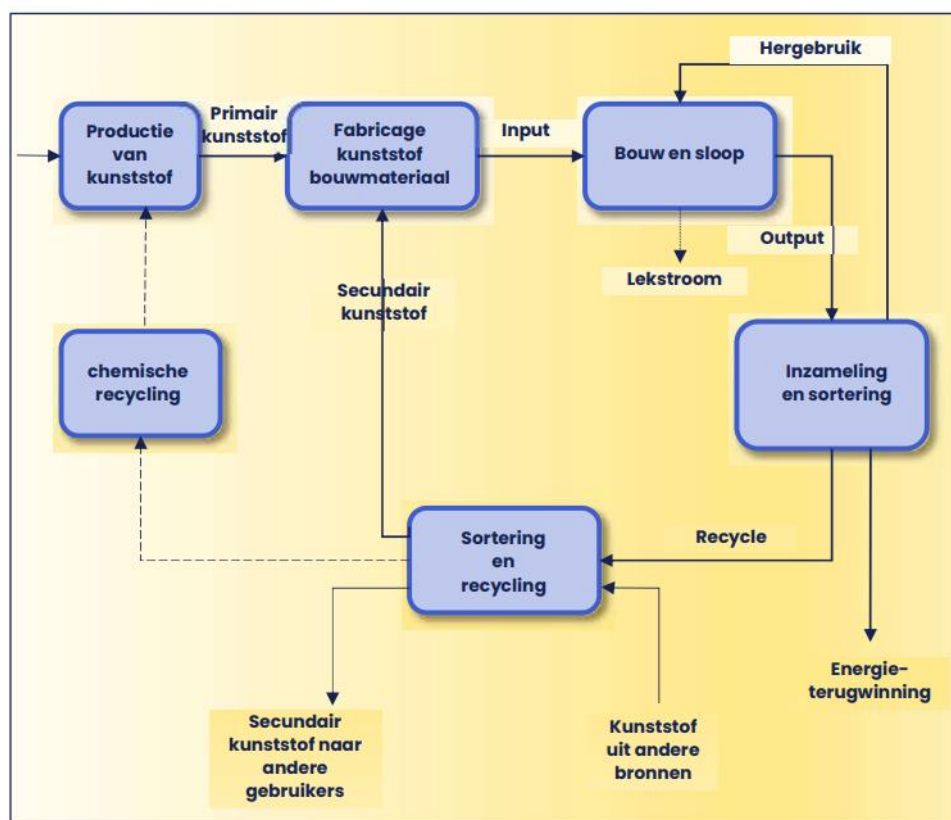 Hergebruik
Productie
van
kunststof
Primair
kunststof
Fabricage
kunststof
bouwmateriaal
Input
Bouw en sloop
Output
Lekstroom
Secundair
kunststof
chemische
recycling
Inzameling
en sortering
Sortering
en
recycling
Recycle
Energie-
terugwinning
Secundair
kunststof naar
andere
gebruikers
Kunststof
uit andere
bronnen